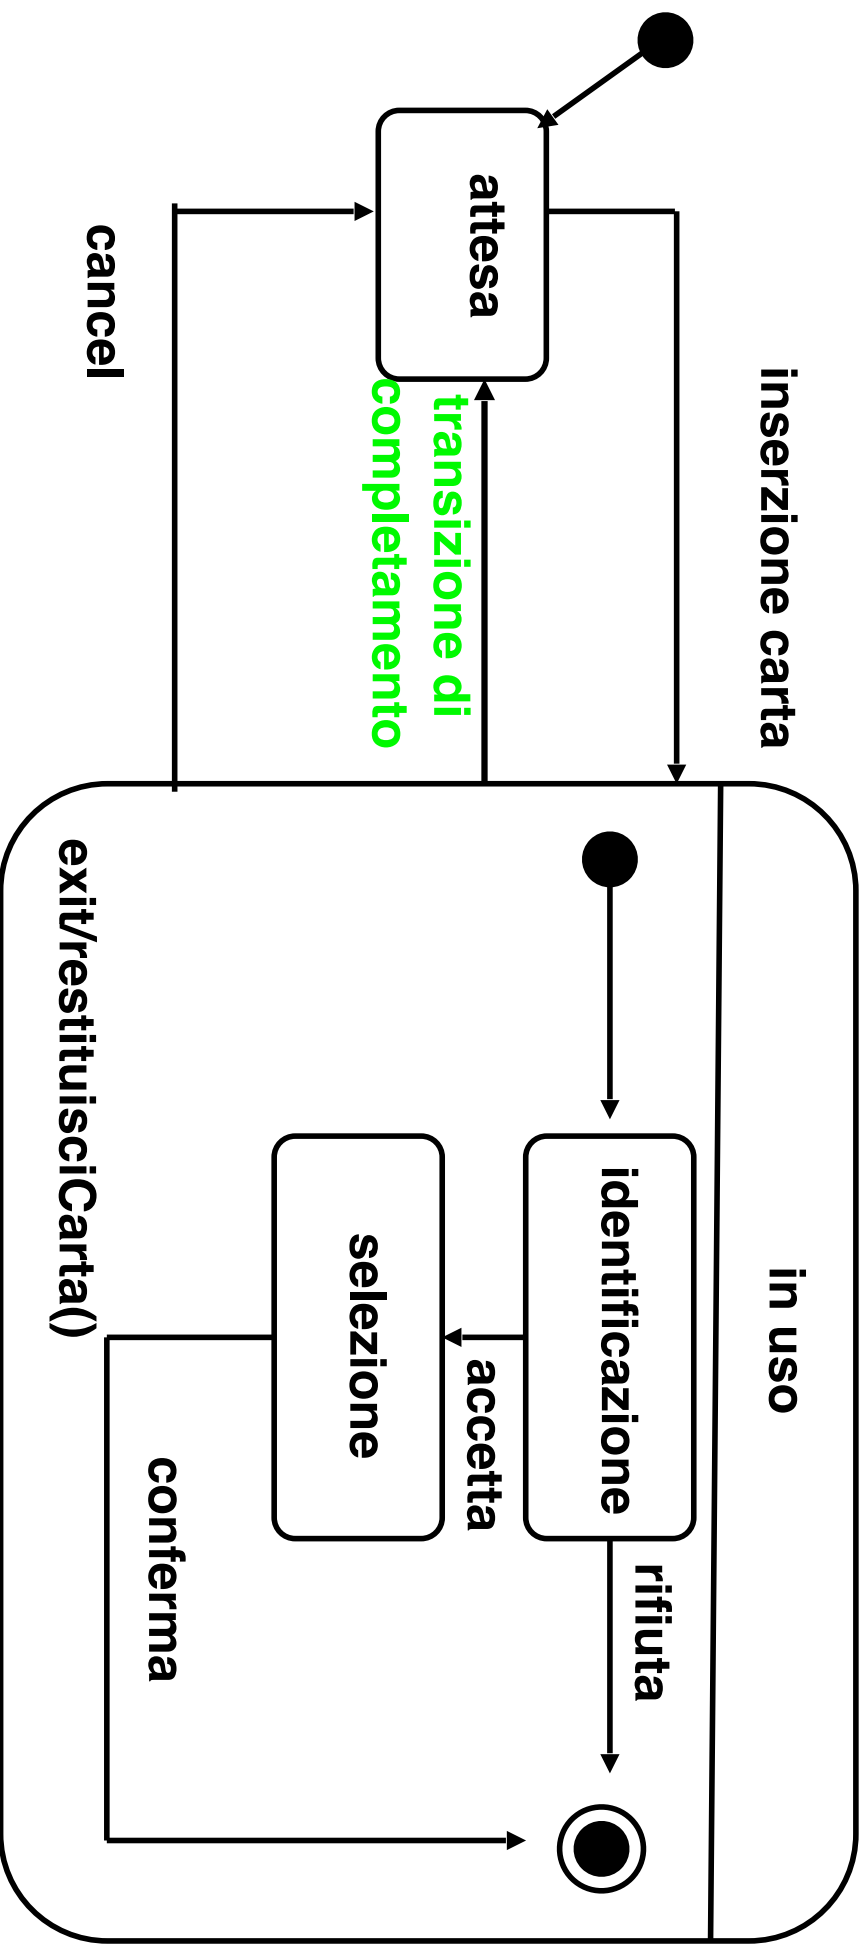 inserzione carta
in uso
attesa
transizione di
completamento
cancel
identificazione
rifiuta
accetta
selezione
conferma
exit/restituisciCarta()